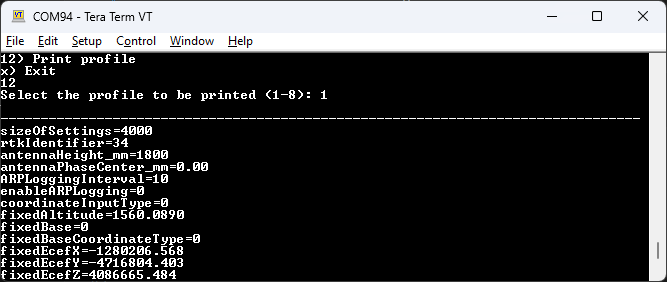 COM94 - Tera Term VT
File Edit Setup Control Window Help
12) Print profile
x) Exit
12
Select the profile to be printed (1-8): 1
--------------------------------------------------------------------------------
sizeOfSettings=4000
rtkIdentifier=34
antennaHeight_mm=1800
antennaPhaseCenter_mm=0.00
ARPLoggingInterval=10
enableARPLogging=0
coordinateInputType=0
fixedAltitude=1560.0890
fixedBase=0
fixedBaseCoordinateType=0
fixedEcefX=-1280206.568
fixedEcefY=-4716804.403
fixedEcefZ=4086665.484